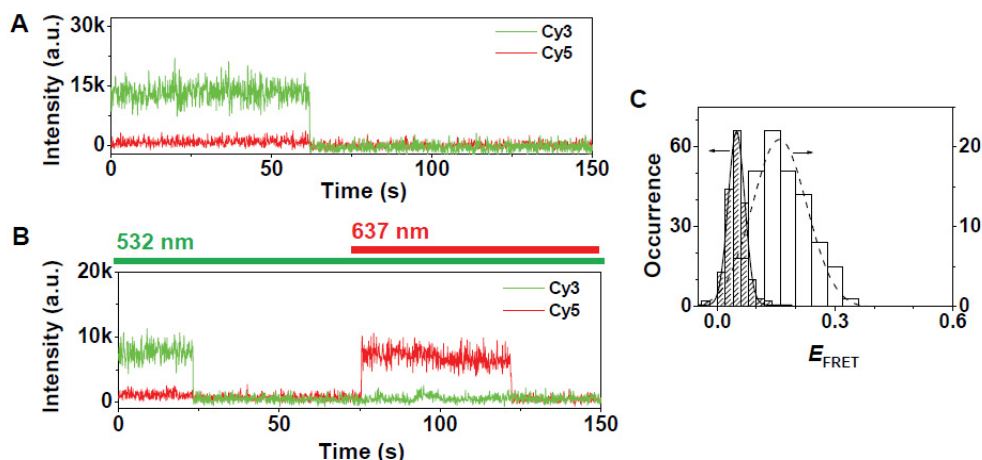 A
Intensity (a.u.)
30k
15k
0
Cy3
Cy5
0 50 100 150
Time (s)
B
532 nm
637 nm
Intensity (a.u.)
20k
10k
0
Cy3
Cy5
0 50 100 150
Time (s)
C
Occurrence
60
30
0
20
10
0
0.0 0.3 0.6
E_FRET